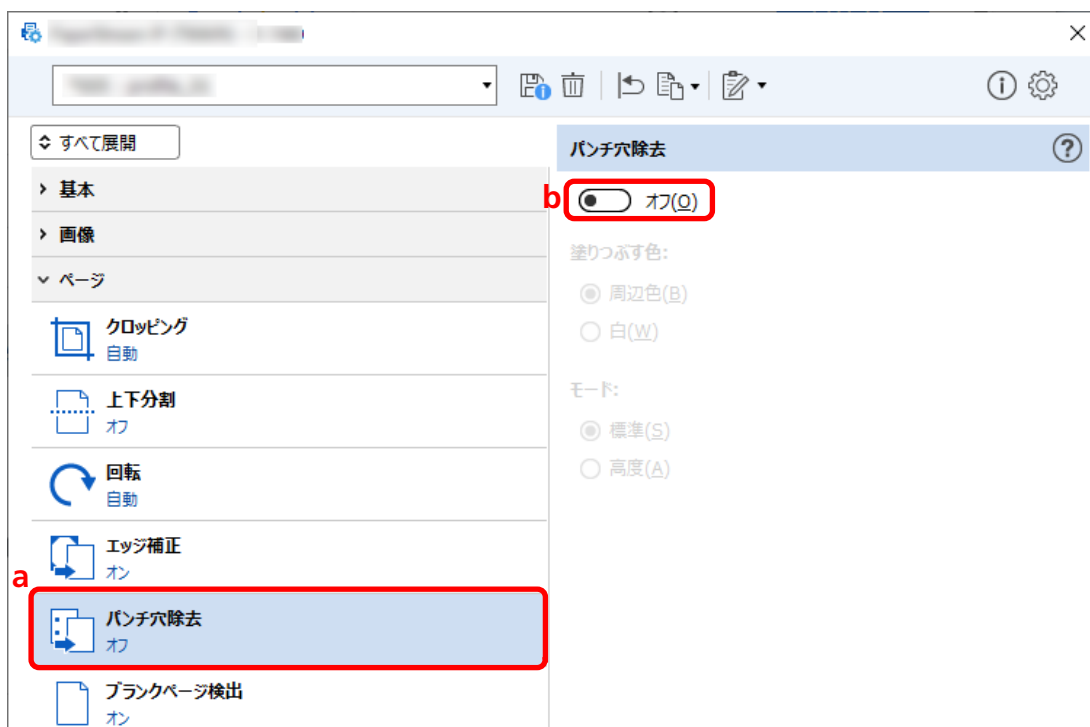 すべて展開
基本
画像
ページ
クロッピング
自動
上下分割
オフ
回転
自動
エッジ補正
オン
a
パンチ穴除去
オフ
ブランクページ検出
オン
パンチ穴除去
b
オフ(O)
塗りつぶす色:
周辺色(B)
白(W)
モード:
標準(S)
高度(A)